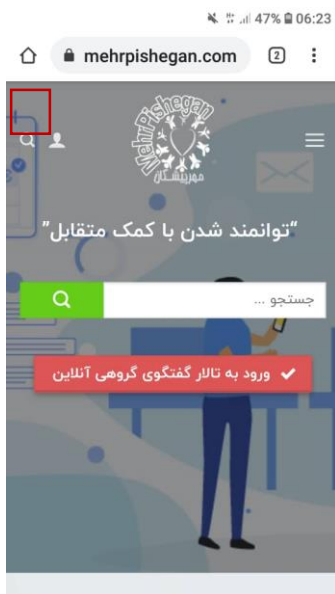 47% 06:23
mehrpishegan.com 2
MehrPishegan
مهرپیشگان
“توانمند شدن با کمک متقابل”
جستجو ...
ورود به تالار گفتگوی گروهی آنلاین